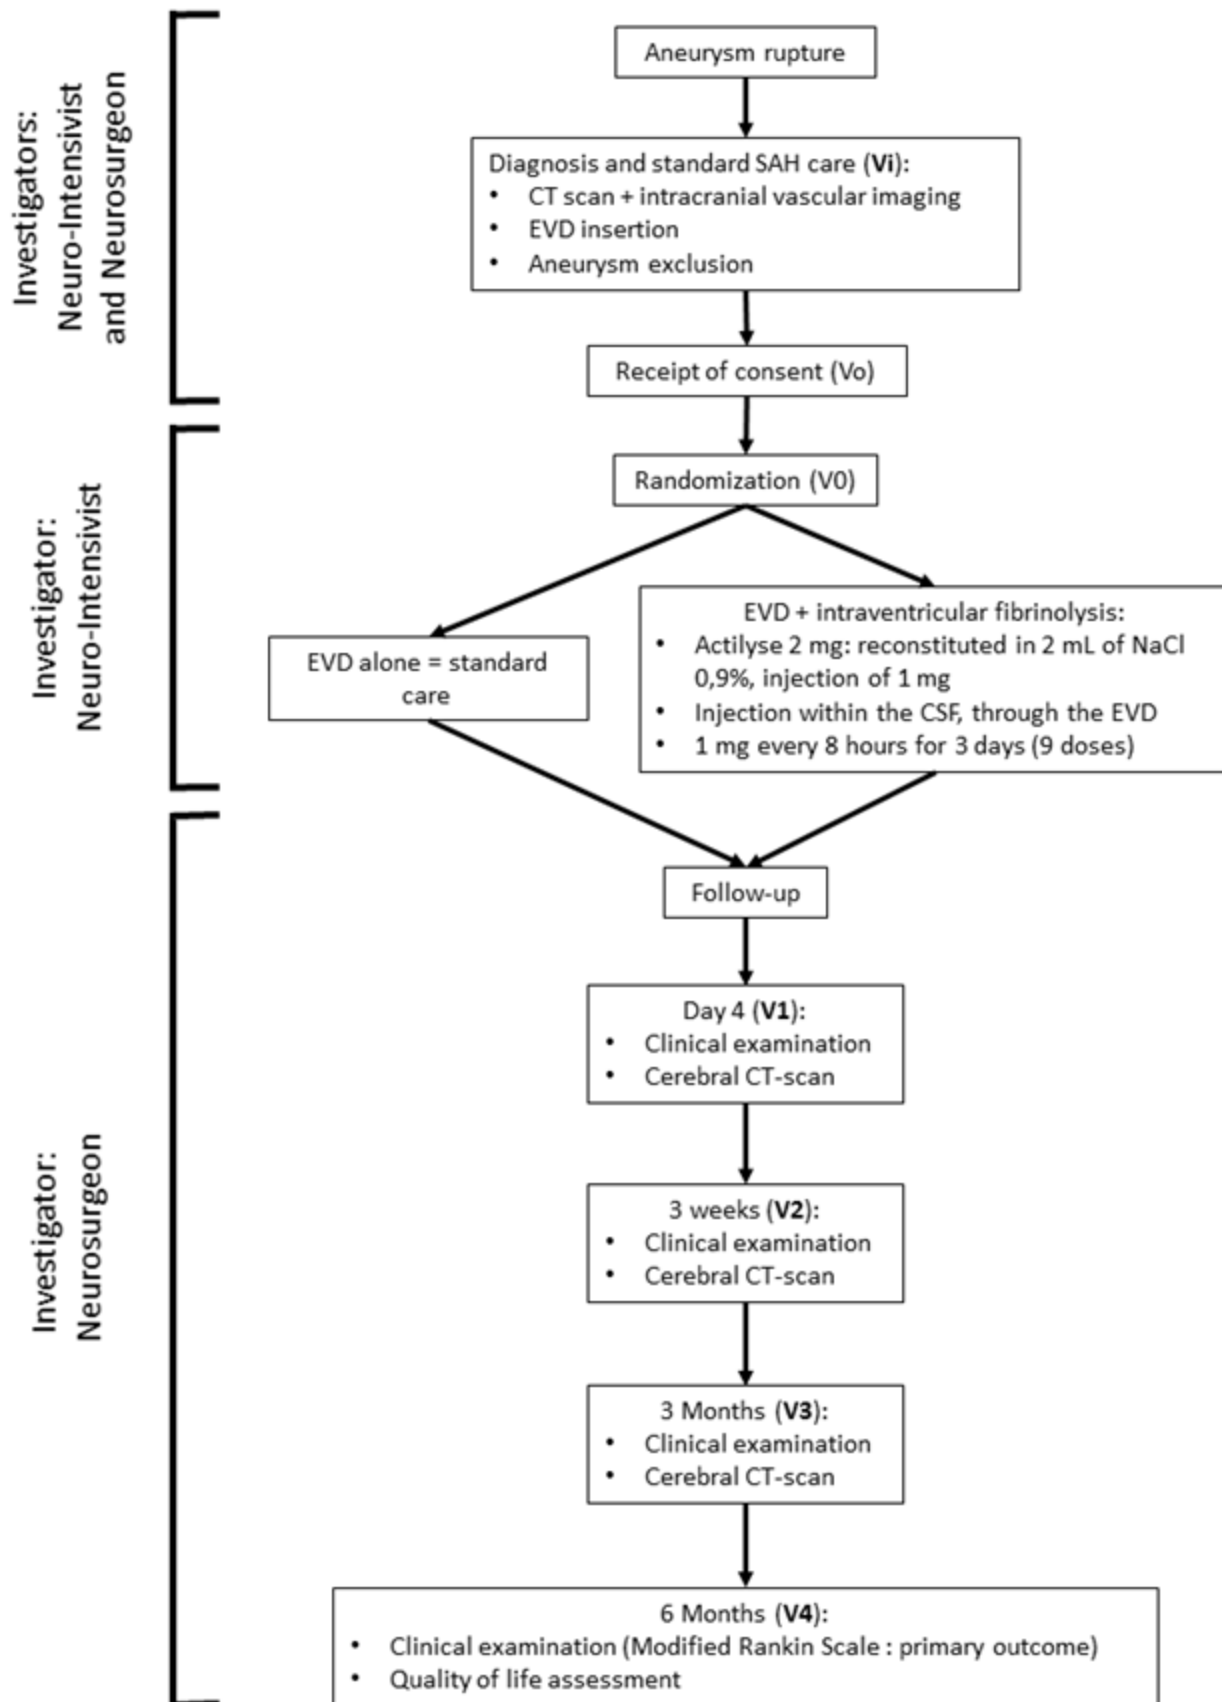 Investigators:
Neuro-Intensivist
and Neurosurgeon
Aneurysm rupture
Diagnosis and standard SAH care (Vi):
• CT scan + intracranial vascular imaging
• EVD insertion
• Aneurysm exclusion
Receipt of consent (Vo)
Investigator:
Neuro-Intensivist
Randomization (V0)
EVD alone = standard
care
EVD + intraventricular fibrinolysis:
• Actilyse 2 mg: reconstituted in 2 mL of NaCl
0,9%, injection of 1 mg
• Injection within the CSF, through the EVD
• 1 mg every 8 hours for 3 days (9 doses)
Investigator:
Neurosurgeon
Follow-up
Day 4 (V1):
• Clinical examination
• Cerebral CT-scan
3 weeks (V2):
• Clinical examination
• Cerebral CT-scan
3 Months (V3):
• Clinical examination
• Cerebral CT-scan
6 Months (V4):
• Clinical examination (Modified Rankin Scale : primary outcome)
• Quality of life assessment